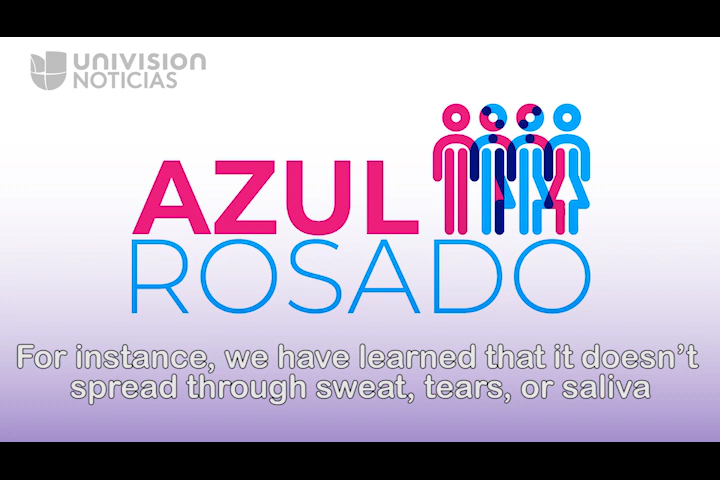 UNIVISION
NOTICIAS
AZUL
ROSADO
For instance, we have learned that it doesn’t
spread through sweat, tears, or saliva